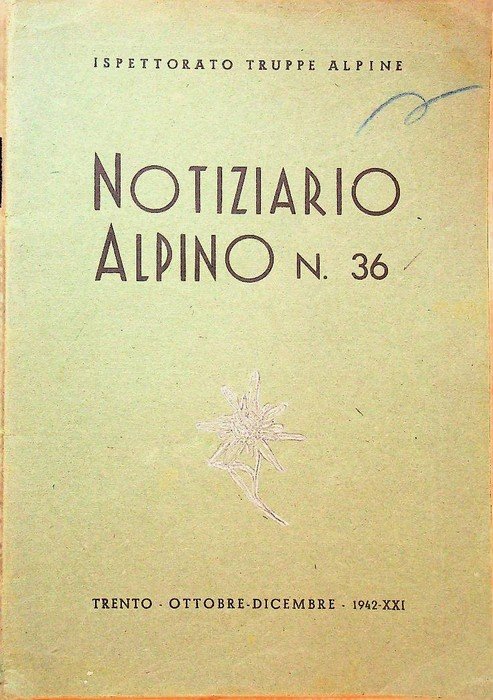 ISPETTORATO TRUPPE ALPINE
NOTIZIARIO
ALPINO N. 36
TRENTO - OTTOBRE-DICEMBRE - 1942-XXI